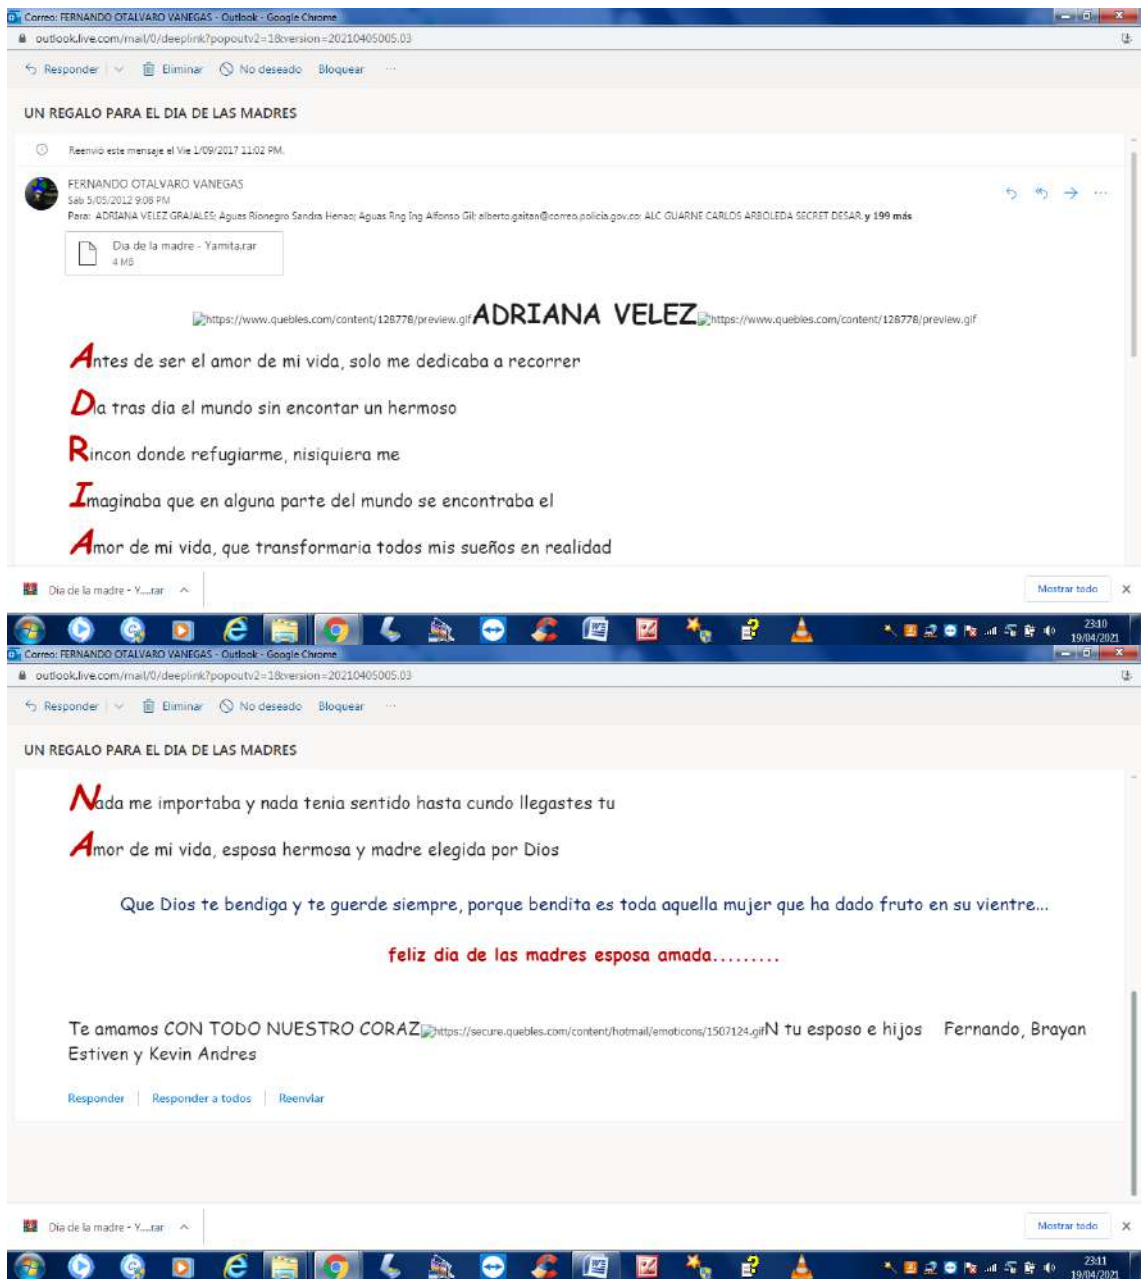 Correo: FERNANDO OTALVARO VANEGAS - Outlook - Google Chrome
outlook.live.com/mail/0/deeplink?popoutv2=1&version=20210405005.03
Responder Eliminar No deseado Bloquear ...
UN REGALO PARA EL DIA DE LAS MADRES
Reenvió este mensaje el Vie 1/09/2017 11:02 PM.
FERNANDO OTALVARO VANEGAS
Sáb 5/05/2012 9:08 PM
Para: ADRIANA VELEZ GRAJALES; Aguas Rionegro Sandra Henao; Aguas Rng Ing Alfonso Gil; alberto.gaitan@correo.policia.gov.co; ALC GUARNE CARLOS ARBOLEDA SECRET DESAR. y 199 más
Dia de la madre - Yamita.rar
4 MB
https://www.quebles.com/content/128778/preview.gif ADRIANA VELEZ https://www.quebles.com/content/128778/preview.gif
Antes de ser el amor de mi vida, solo me dedicaba a recorrer
Dia tras dia el mundo sin encontar un hermoso
Rincon donde refugiarme, nisiquiera me
Imaginaba que en alguna parte del mundo se encontraba el
Amor de mi vida, que transformaria todos mis sueños en realidad
Dia de la madre - Y....rar Mostrar todo
23:10
19/04/2021
Correo: FERNANDO OTALVARO VANEGAS - Outlook - Google Chrome
outlook.live.com/mail/0/deeplink?popoutv2=1&version=20210405005.03
Responder Eliminar No deseado Bloquear ...
UN REGALO PARA EL DIA DE LAS MADRES
Nada me importaba y nada tenia sentido hasta cundo llegastes tu
Amor de mi vida, esposa hermosa y madre elegida por Dios
Que Dios te bendiga y te guerde siempre, porque bendita es toda aquella mujer que ha dado fruto en su vientre...
feliz dia de las madres esposa amada.........
Te amamos CON TODO NUESTRO CORAZ https://secure.quebles.com/content/hotmail/emoticons/1507124.gif N tu esposo e hijos Fernando, Brayan
Estiven y Kevin Andres
Responder Responder a todos Reenviar
Dia de la madre - Y....rar Mostrar todo
23:11
19/04/2021